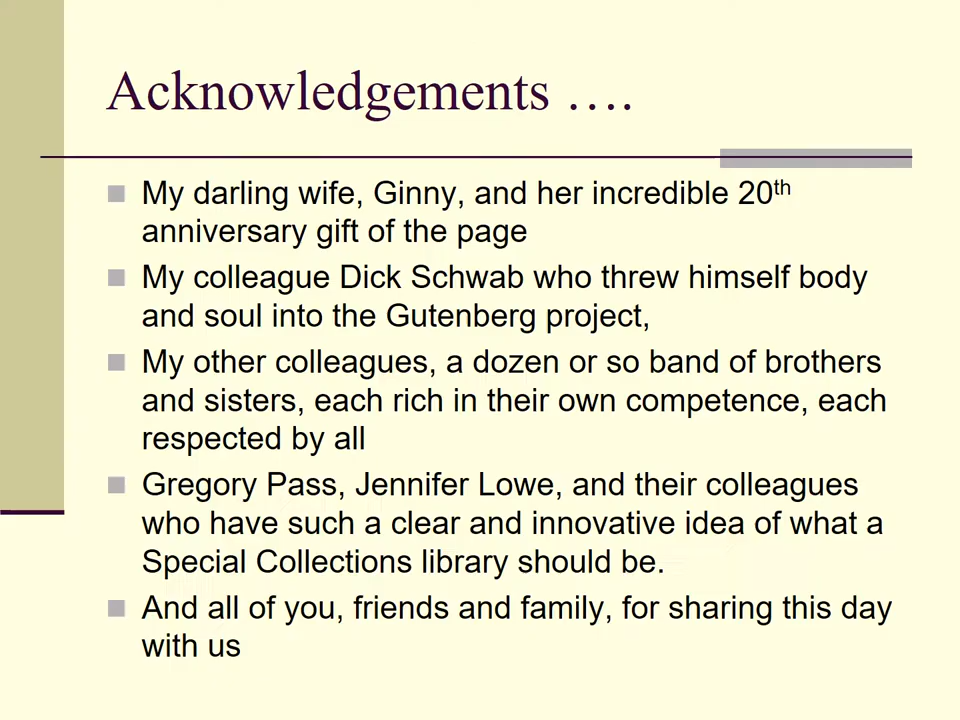 Acknowledgements ….
My darling wife, Ginny, and her incredible 20th
anniversary gift of the page
My colleague Dick Schwab who threw himself body
and soul into the Gutenberg project,
My other colleagues, a dozen or so band of brothers
and sisters, each rich in their own competence, each
respected by all
Gregory Pass, Jennifer Lowe, and their colleagues
who have such a clear and innovative idea of what a
Special Collections library should be.
And all of you, friends and family, for sharing this day
with us